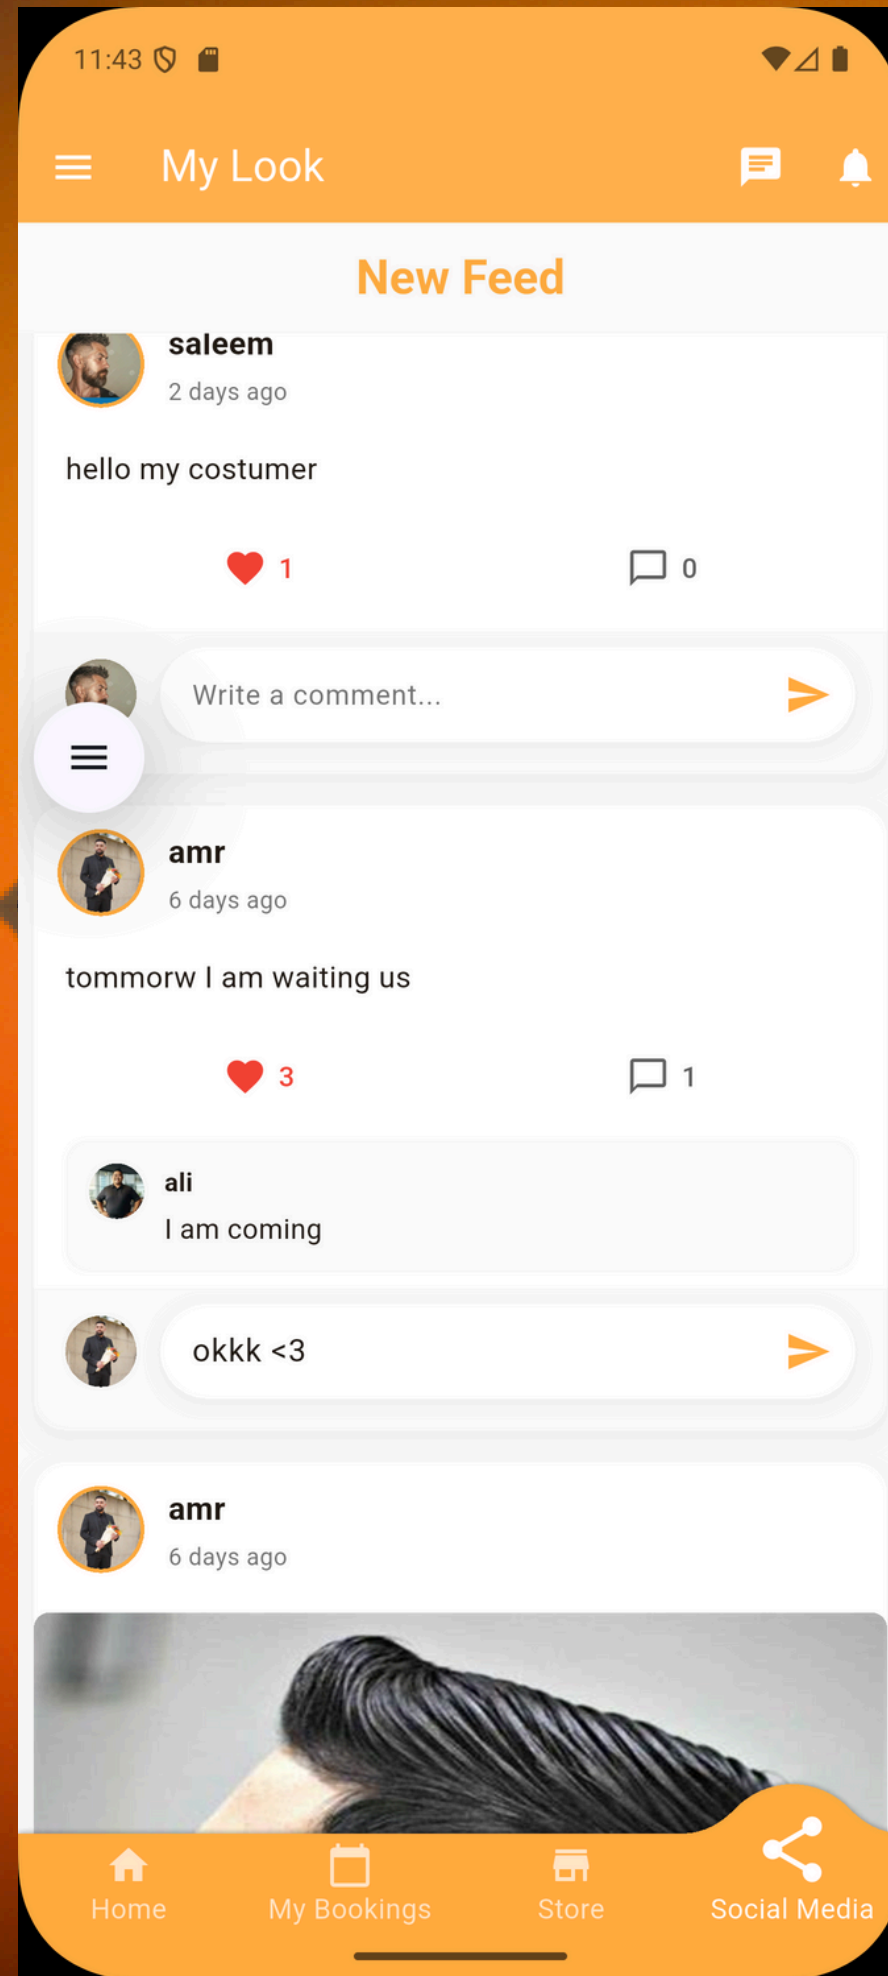 11:43
My Look
New Feed
saleem
2 days ago
hello my costumer
1
0
Write a comment...
amr
6 days ago
tommorw I am waiting us
3
1
ali
I am coming
okkk <3
amr
6 days ago
Home
My Bookings
Store
Social Media